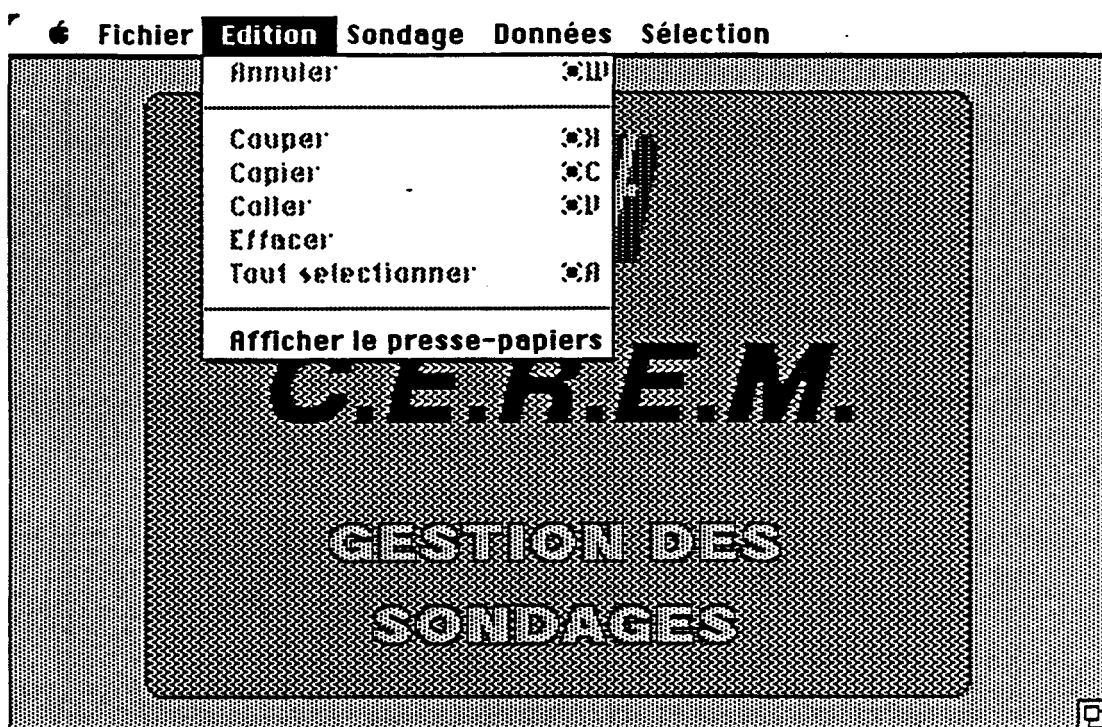 Fichier Edition Sondage Données Sélection
Annuler ⌘W
Couper ⌘X
Copier ⌘C
Coller ⌘V
Effacer
Tout selectionner ⌘A
Afficher le presse-papiers
C.E.R.E.M.
GESTION DES
SONDAGES